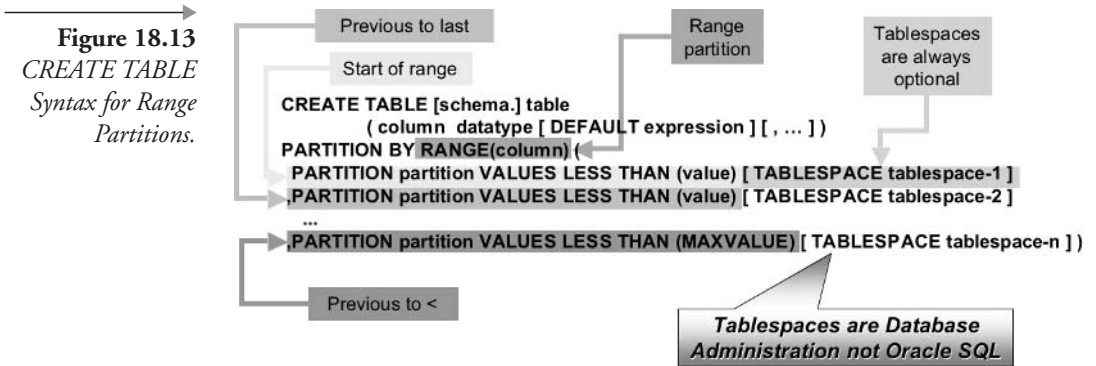 Figure 18.13
CREATE TABLE
Syntax for Range
Partitions.
Previous to last
Range
partition
Tablespaces
are always
optional
Start of range
CREATE TABLE [schema.] table
( column datatype [ DEFAULT expression ] [ , ... ] )
PARTITION BY RANGE(column) (
PARTITION partition VALUES LESS THAN (value) [ TABLESPACE tablespace-1 ]
,PARTITION partition VALUES LESS THAN (value) [ TABLESPACE tablespace-2 ]
...
,PARTITION partition VALUES LESS THAN (MAXVALUE) [ TABLESPACE tablespace-n ] )
Previous to <
Tablespaces are Database
Administration not Oracle SQL